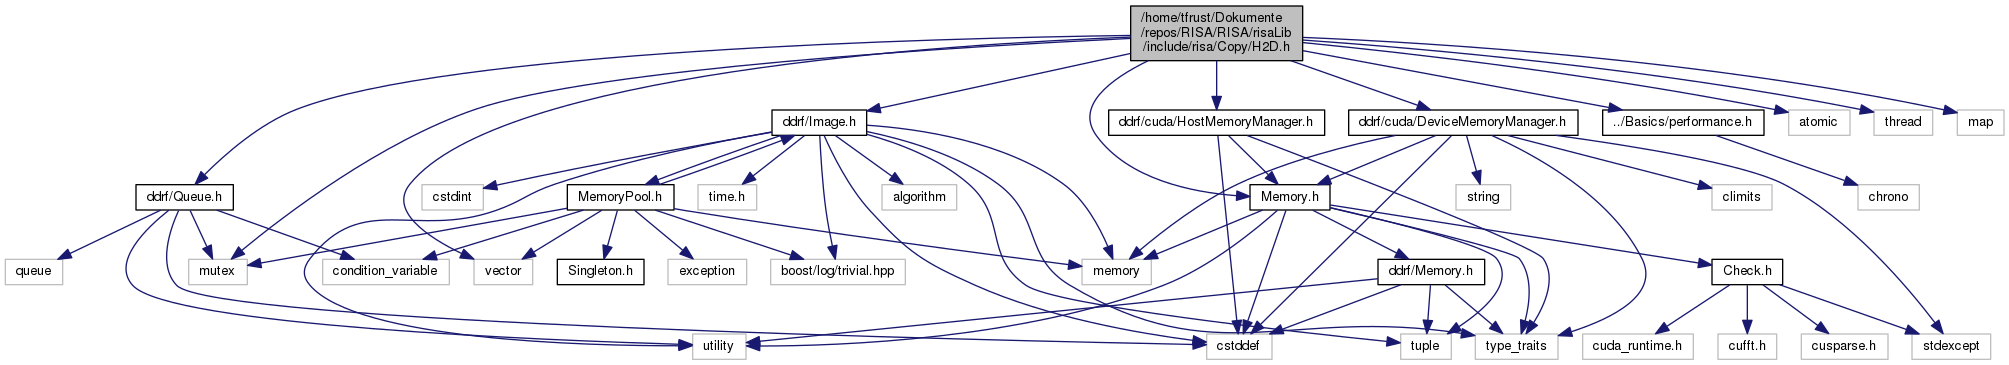 /home/tfrust/Dokumente
/repos/RISA/RISA/risaLib
/include/risa/Copy/H2D.h
ddrf/Image.h
ddrf/cuda/HostMemoryManager.h
ddrf/cuda/DeviceMemoryManager.h
../Basics/performance.h
atomic
thread
map
ddrf/Queue.h
cstdint
MemoryPool.h
time.h
algorithm
Memory.h
string
climits
chrono
queue
mutex
condition_variable
vector
Singleton.h
exception
boost/log/trivial.hpp
memory
ddrf/Memory.h
Check.h
utility
cstddef
tuple
type_traits
cuda_runtime.h
cufft.h
cusparse.h
stdexcept